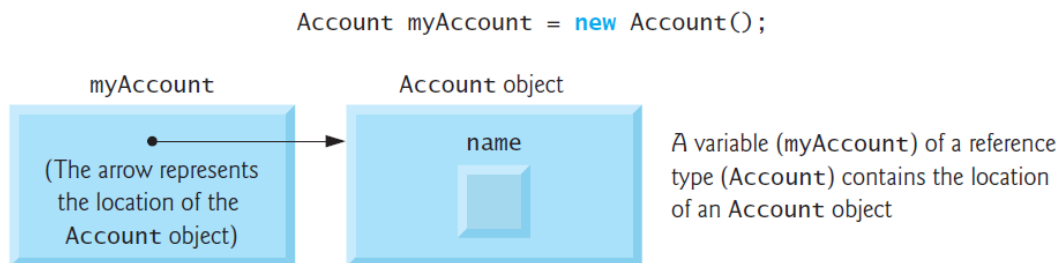 Account myAccount = new Account();
myAccount
(The arrow represents
the location of the
Account object)
Account object
name
A variable (myAccount) of a reference
type (Account) contains the location
of an Account object